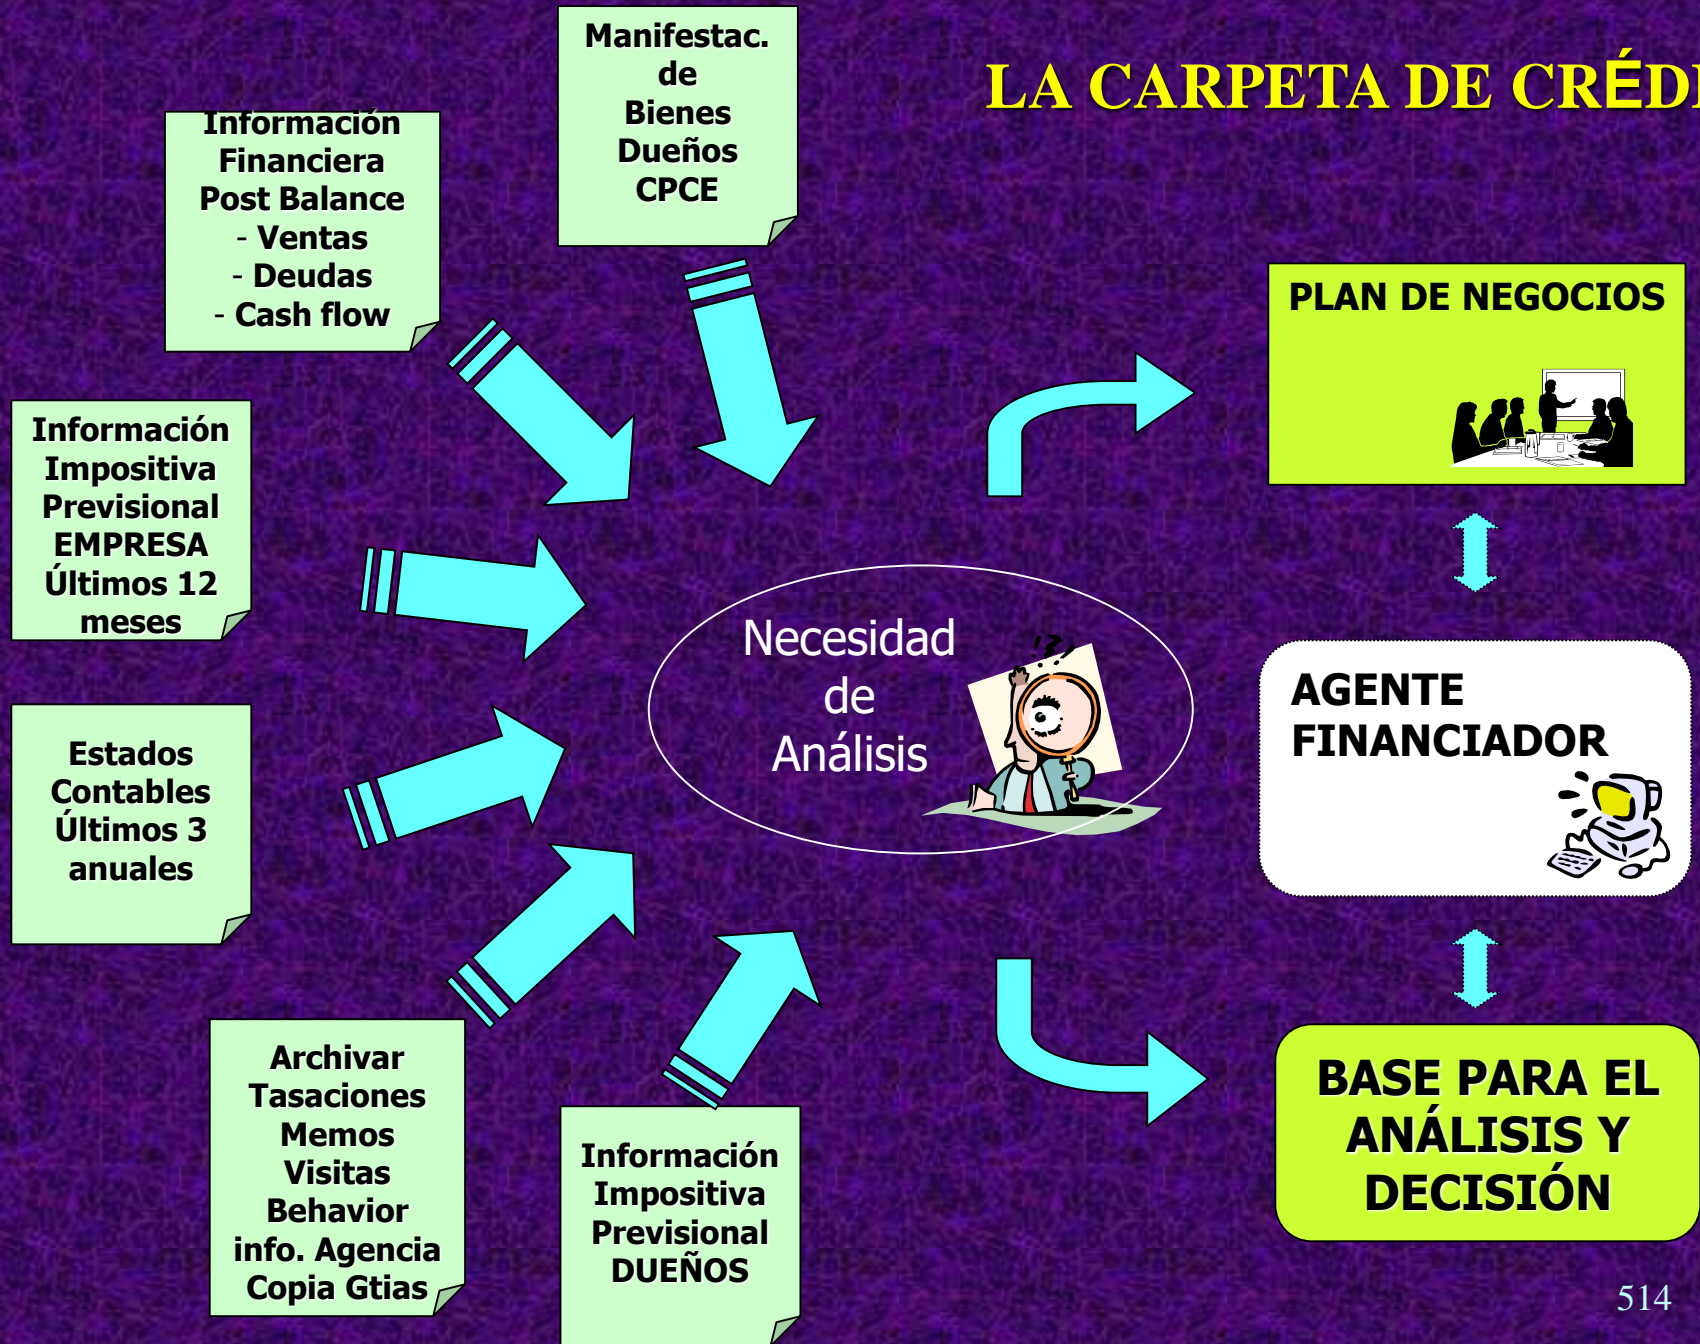 LA CARPETA DE CRÉDI
Manifestac.
de
Bienes
Dueños
CPCE
Información
Financiera
Post Balance
- Ventas
- Deudas
- Cash flow
Información
Impositiva
Previsional
EMPRESA
Últimos 12
meses
Estados
Contables
Últimos 3
anuales
Archivar
Tasaciones
Memos
Visitas
Behavior
info. Agencia
Copia Gtias
Información
Impositiva
Previsional
DUEÑOS
Necesidad
de
Análisis
!?,
PLAN DE NEGOCIOS
AGENTE
FINANCIADOR
BASE PARA EL
ANÁLISIS Y
DECISIÓN
514